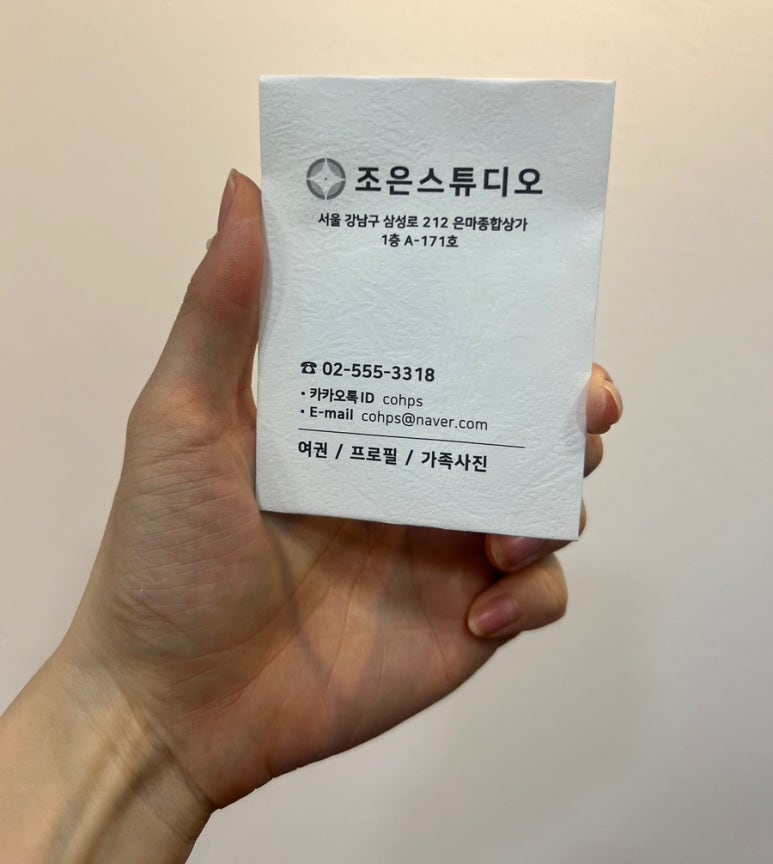 조은스튜디오
서울 강남구 삼성로 212 은마종합상가
1층 A-171호
☎ 02-555-3318
• 카카오톡 ID cohps
• E-mail cohps@naver.com
여권 / 프로필 / 가족사진